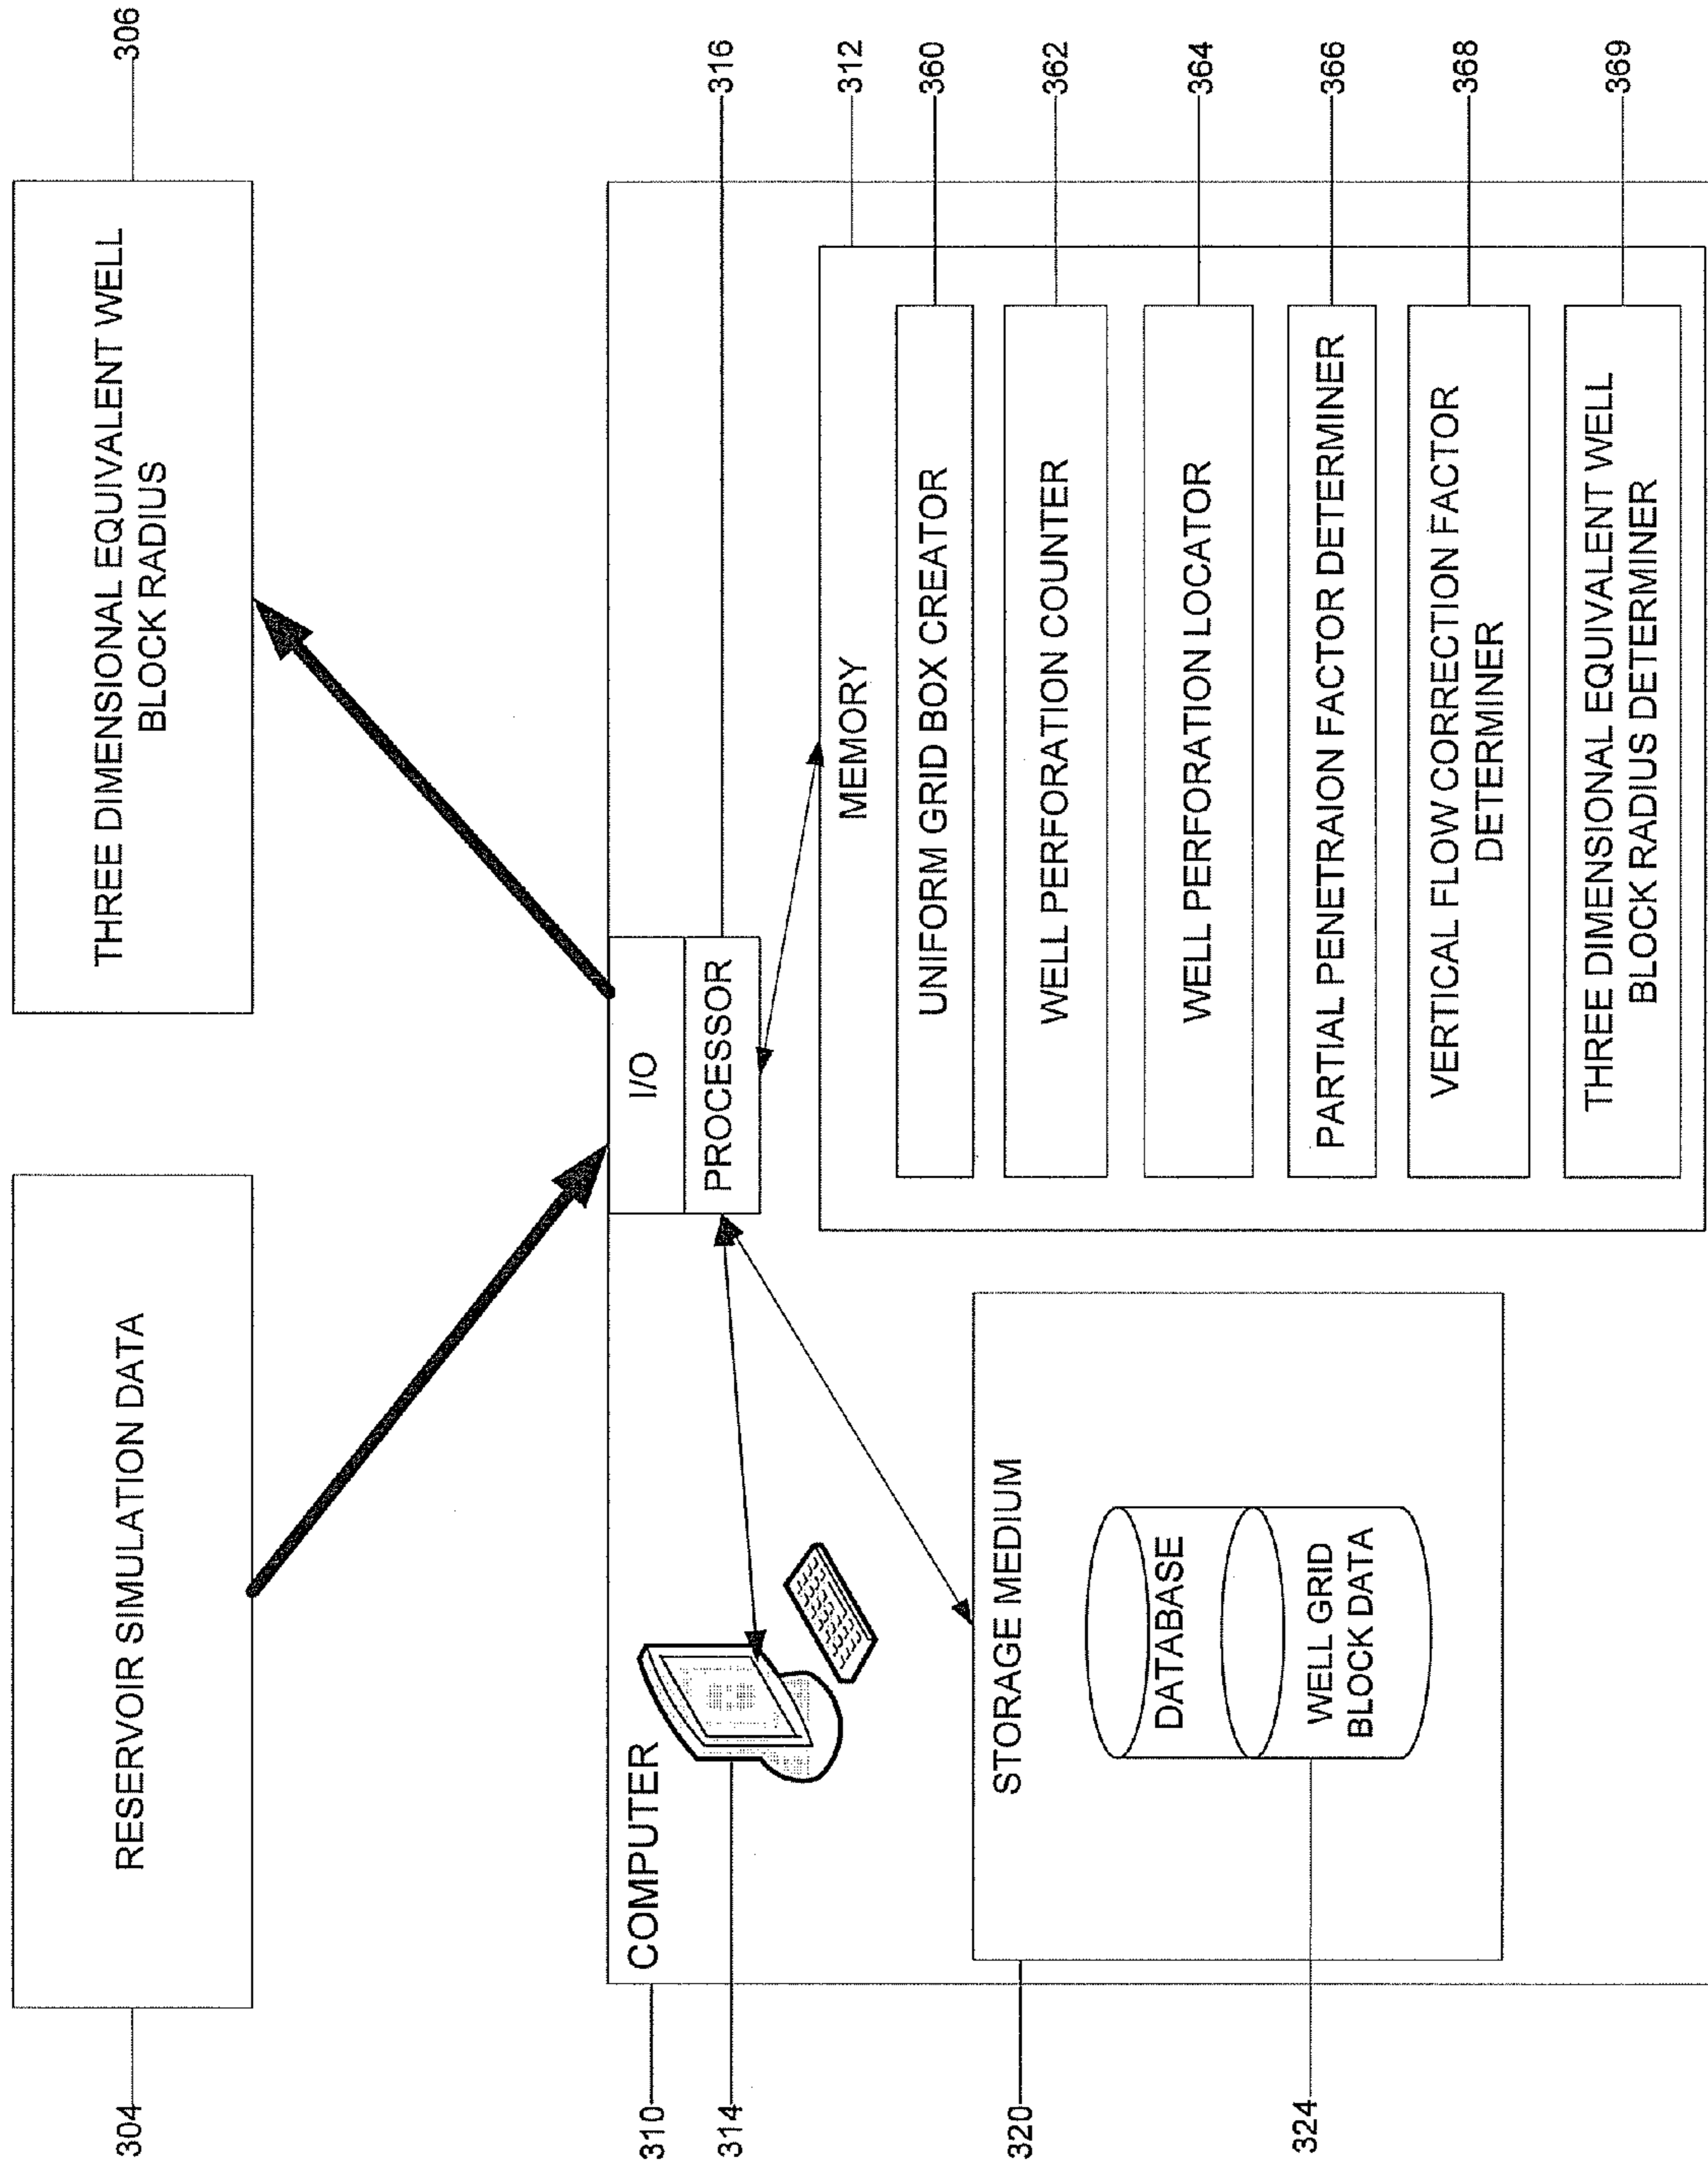 304
RESERVOIR SIMULATION DATA
THREE DIMENSIONAL EQUIVALENT WELL
BLOCK RADIUS
306
310
COMPUTER
314
I/O
PROCESSOR
316
320
STORAGE MEDIUM
DATABASE
WELL GRID
BLOCK DATA
324
MEMORY
312
UNIFORM GRID BOX CREATOR
360
WELL PERFORATION COUNTER
362
WELL PERFORATION LOCATOR
364
PARTIAL PENETRAION FACTOR DETERMINER
366
VERTICAL FLOW CORRECTION FACTOR
DETERMINER
368
THREE DIMENSIONAL EQUIVALENT WELL
BLOCK RADIUS DETERMINER
369